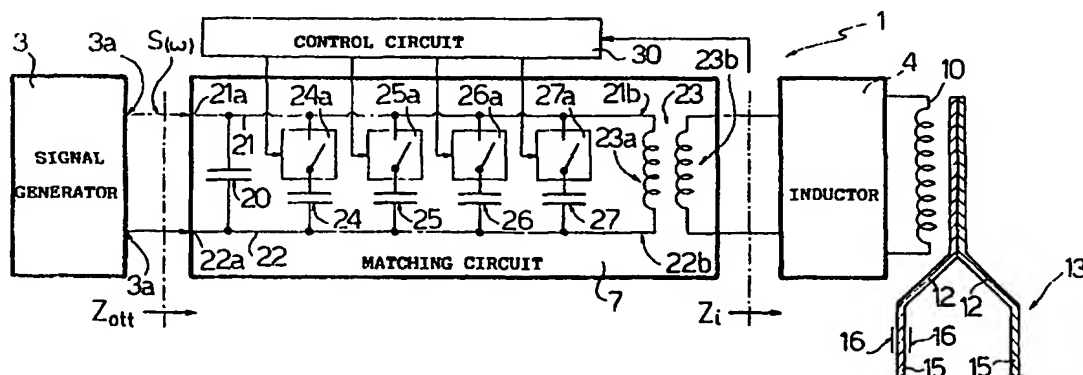 3
3a
S(ω)
CONTROL CIRCUIT
30
1
23b
4
10
21a
24a
25a
26a
27a
21b
23
21
23a
SIGNAL
GENERATOR
20
24
25
26
27
INDUCTOR
22a
22
MATCHING CIRCUIT
22b
3a
7
Zott
Zi
12
12
13
16
16
15
15